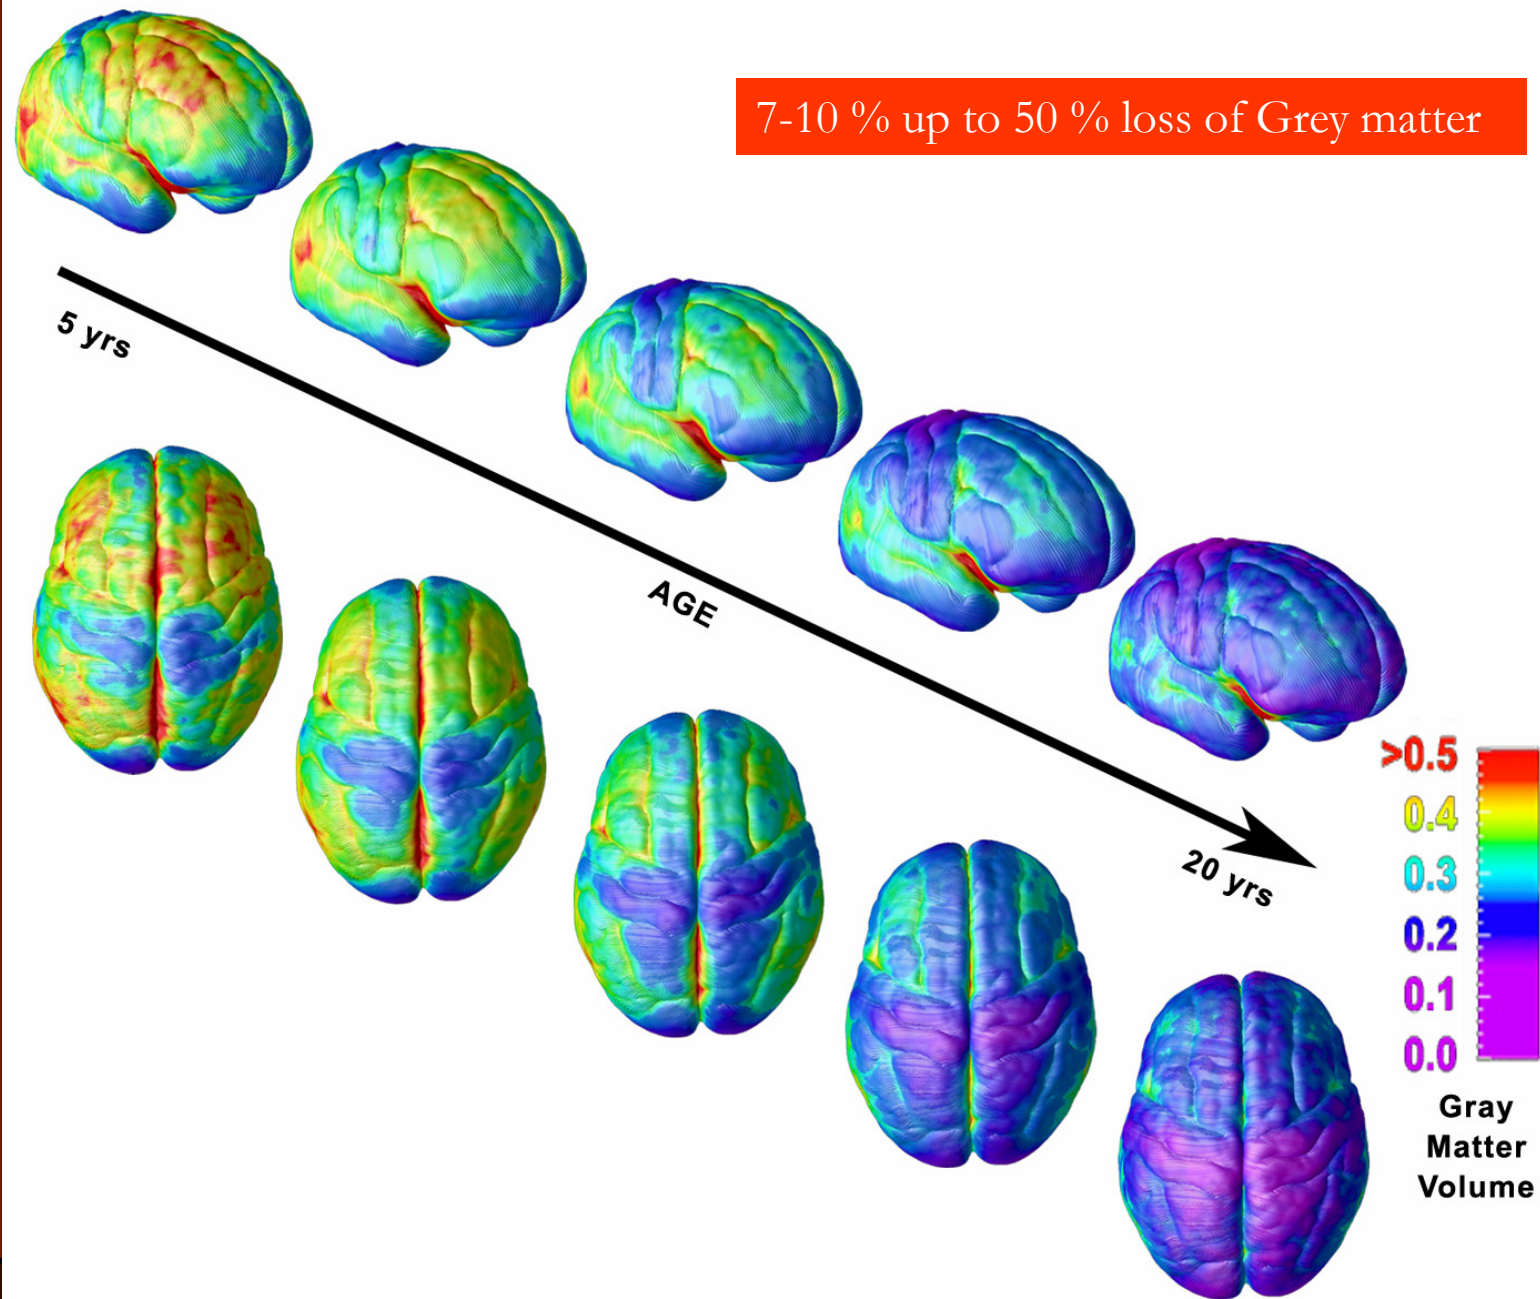 7-10 % up to 50 % loss of Grey matter
5 yrs
AGE
20 yrs
>0.5
0.4
0.3
0.2
0.1
0.0
Gray
Matter
Volume